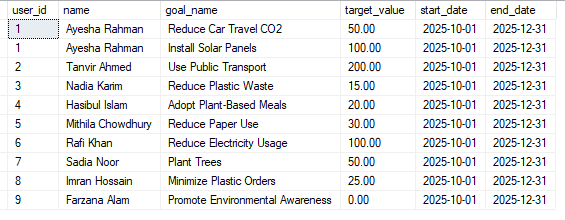 user_id name goal_name target_value start_date end_date
1 Ayesha Rahman Reduce Car Travel CO2 50.00 2025-10-01 2025-12-31
1 Ayesha Rahman Install Solar Panels 100.00 2025-10-01 2025-12-31
2 Tanvir Ahmed Use Public Transport 200.00 2025-10-01 2025-12-31
3 Nadia Karim Reduce Plastic Waste 15.00 2025-10-01 2025-12-31
4 Hasibul Islam Adopt Plant-Based Meals 20.00 2025-10-01 2025-12-31
5 Mithila Chowdhury Reduce Paper Use 30.00 2025-10-01 2025-12-31
6 Rafi Khan Reduce Electricity Usage 100.00 2025-10-01 2025-12-31
7 Sadia Noor Plant Trees 50.00 2025-10-01 2025-12-31
8 Imran Hossain Minimize Plastic Orders 25.00 2025-10-01 2025-12-31
9 Farzana Alam Promote Environmental Awareness 0.00 2025-10-01 2025-12-31